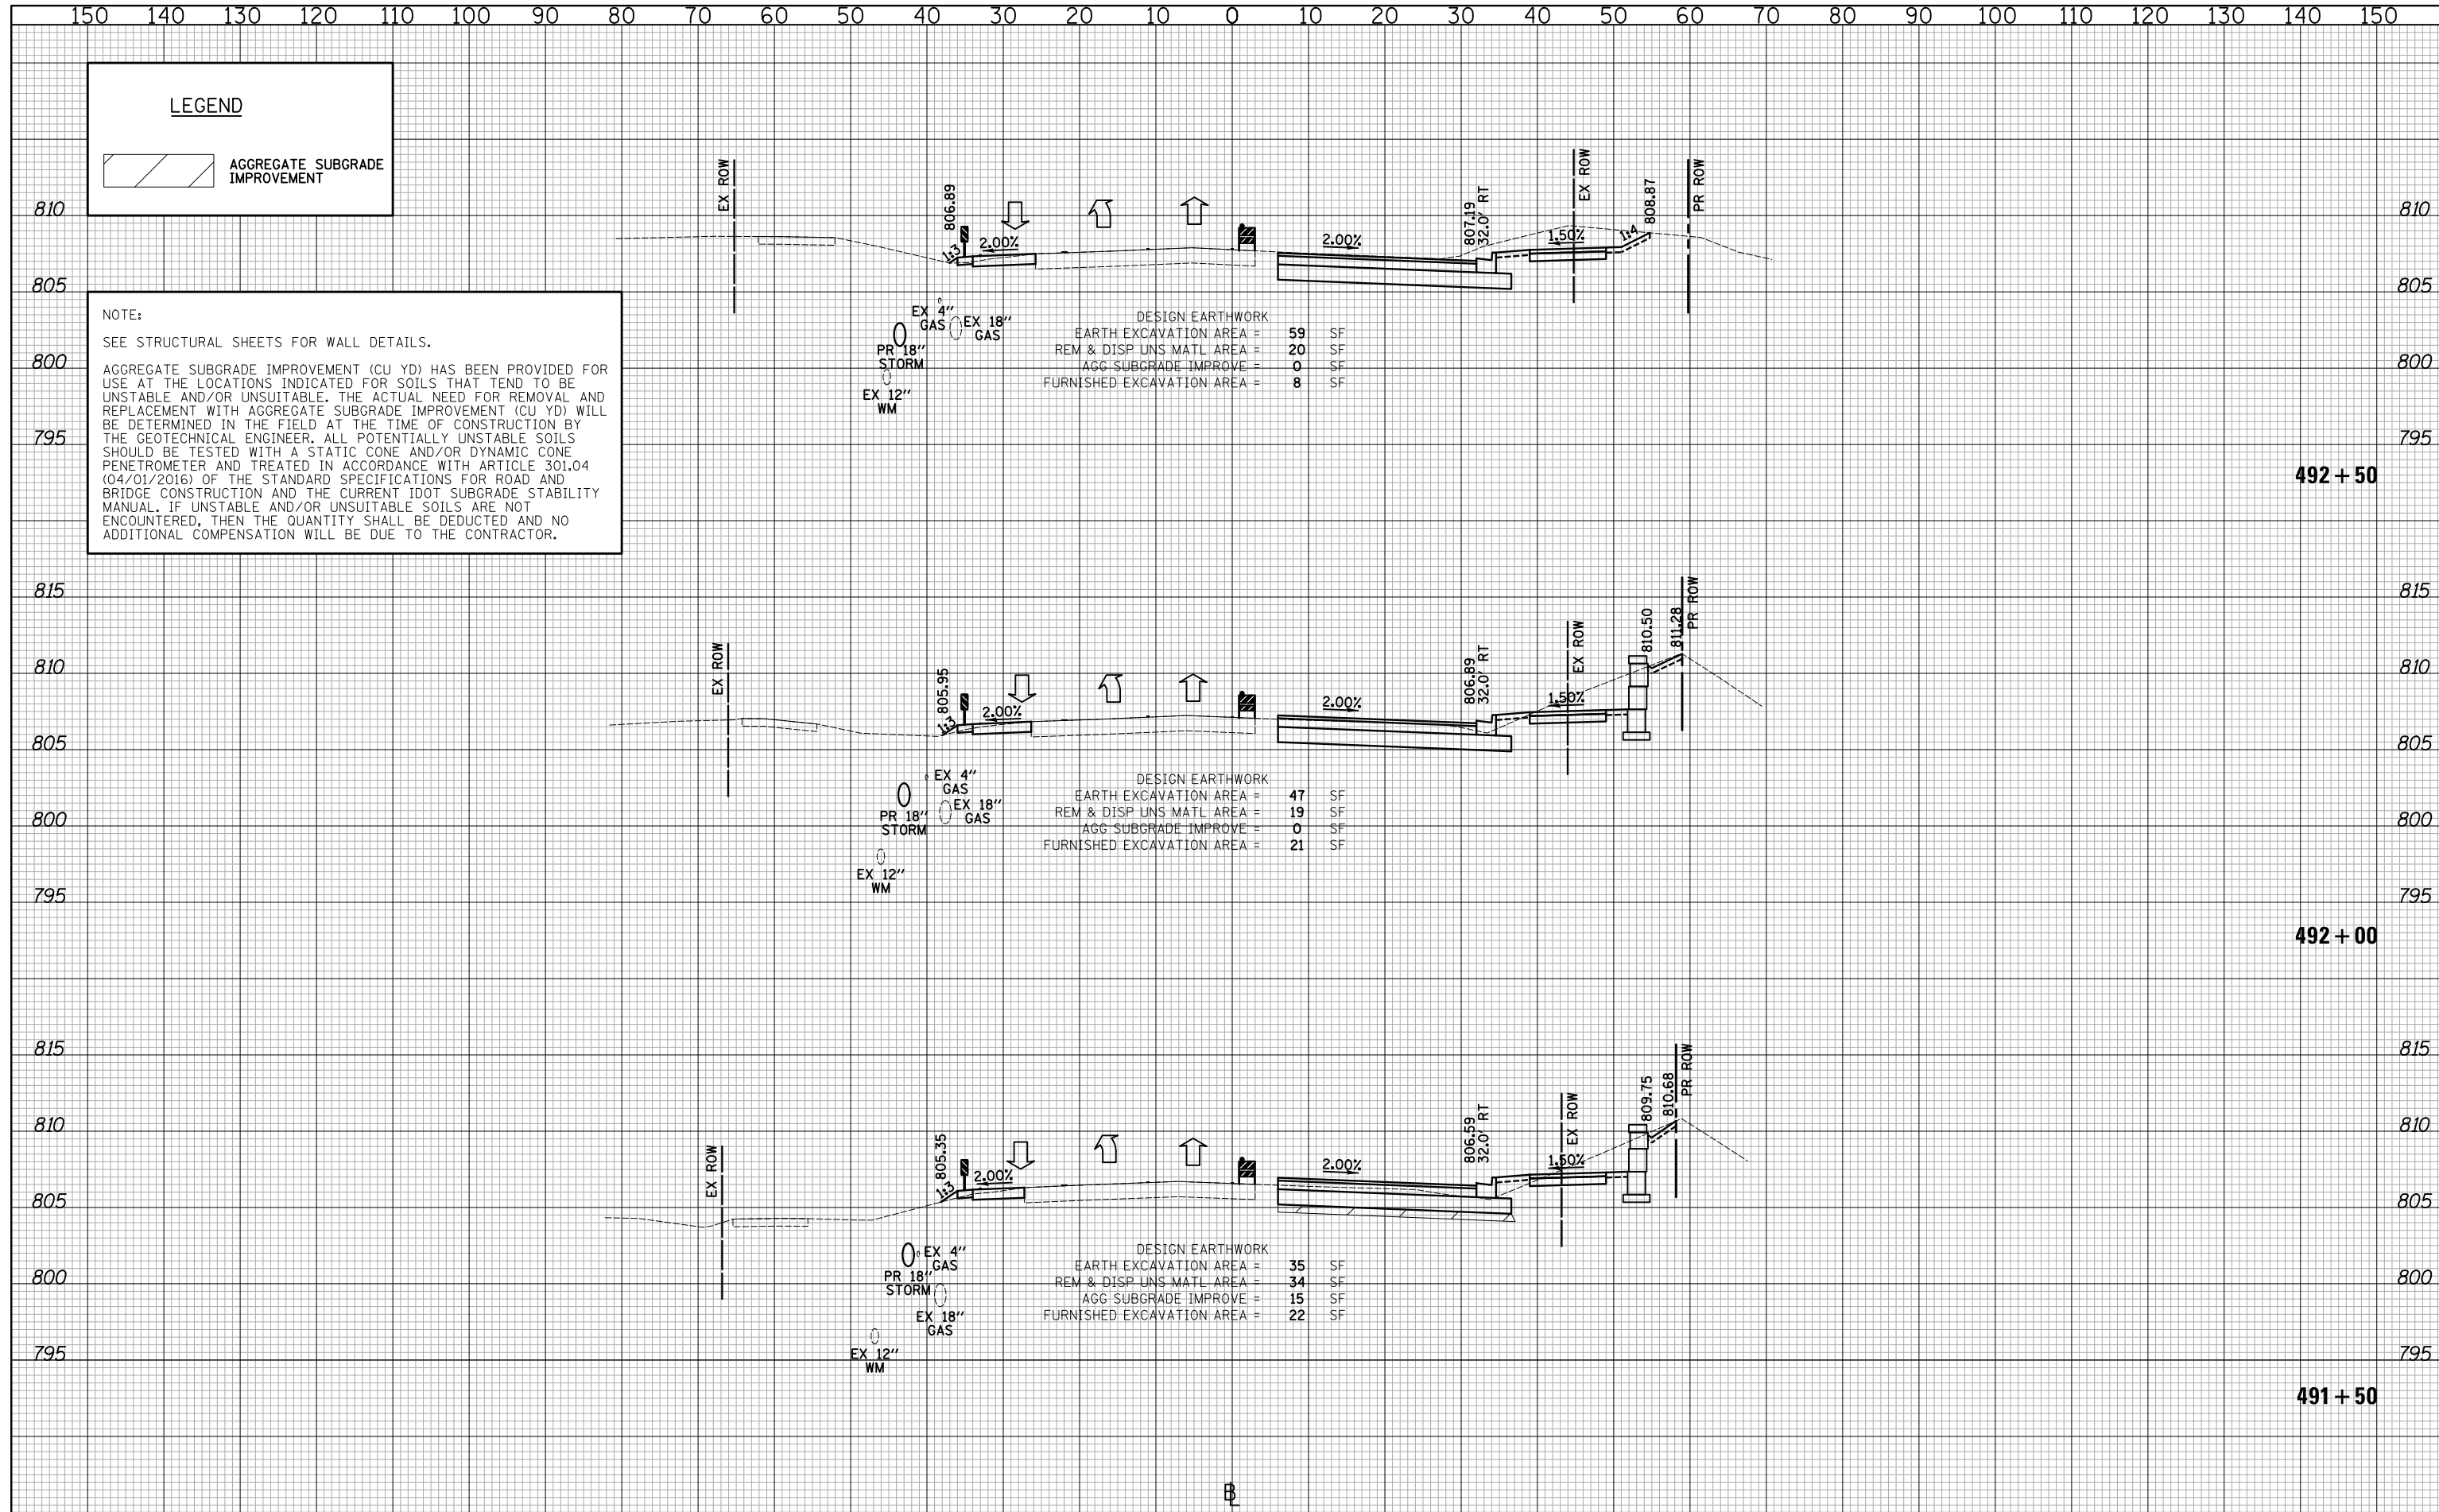 150 140 130 120 110 100 90 80 70 60 50 40 30 20 10 0 10 20 30 40 50 60 70 80 90 100 110 120 130 140 150
LEGEND
AGGREGATE SUBGRADE
IMPROVEMENT
NOTE:
SEE STRUCTURAL SHEETS FOR WALL DETAILS.
AGGREGATE SUBGRADE IMPROVEMENT (CU YD) HAS BEEN PROVIDED FOR
USE AT THE LOCATIONS INDICATED FOR SOILS THAT TEND TO BE
UNSTABLE AND/OR UNSUITABLE. THE ACTUAL NEED FOR REMOVAL AND
REPLACEMENT WITH AGGREGATE SUBGRADE IMPROVEMENT (CU YD) WILL
BE DETERMINED IN THE FIELD AT THE TIME OF CONSTRUCTION BY
THE GEOTECHNICAL ENGINEER. ALL POTENTIALLY UNSTABLE SOILS
SHOULD BE TESTED WITH A STATIC CONE AND/OR DYNAMIC CONE
PENETROMETER AND TREATED IN ACCORDANCE WITH ARTICLE 301.04
(04/01/2016) OF THE STANDARD SPECIFICATIONS FOR ROAD AND
BRIDGE CONSTRUCTION AND THE CURRENT IDOT SUBGRADE STABILITY
MANUAL. IF UNSTABLE AND/OR UNSUITABLE SOILS ARE NOT
ENCOUNTERED, THEN THE QUANTITY SHALL BE DEDUCTED AND NO
ADDITIONAL COMPENSATION WILL BE DUE TO THE CONTRACTOR.
810 810
805 805
800 800
795 795
EX ROW
806.89
1:3
2.00%
2.00%
807.19
32.0' RT
EX ROW
1.50%
1:4
808.87
PR ROW
EX 4"
GAS
EX 18"
GAS
PR 18"
STORM
EX 12"
WM
DESIGN EARTHWORK
EARTH EXCAVATION AREA = 59 SF
REM & DISP UNS MATL AREA = 20 SF
AGG SUBGRADE IMPROVE = 0 SF
FURNISHED EXCAVATION AREA = 8 SF
492+50
815 815
810 810
805 805
800 800
795 795
EX ROW
805.95
1:3
2.00%
2.00%
806.89
32.0' RT
EX ROW
1.50%
810.50
811.28
PR ROW
EX 4"
GAS
EX 18"
GAS
PR 18"
STORM
EX 12"
WM
DESIGN EARTHWORK
EARTH EXCAVATION AREA = 47 SF
REM & DISP UNS MATL AREA = 19 SF
AGG SUBGRADE IMPROVE = 0 SF
FURNISHED EXCAVATION AREA = 21 SF
492+00
815 815
810 810
805 805
800 800
795 795
EX ROW
805.35
1:3
2.00%
2.00%
806.59
32.0' RT
EX ROW
1.50%
809.75
810.68
PR ROW
EX 4"
GAS
PR 18"
STORM
EX 18"
GAS
EX 12"
WM
DESIGN EARTHWORK
EARTH EXCAVATION AREA = 35 SF
REM & DISP UNS MATL AREA = 34 SF
AGG SUBGRADE IMPROVE = 15 SF
FURNISHED EXCAVATION AREA = 22 SF
491+50
BL